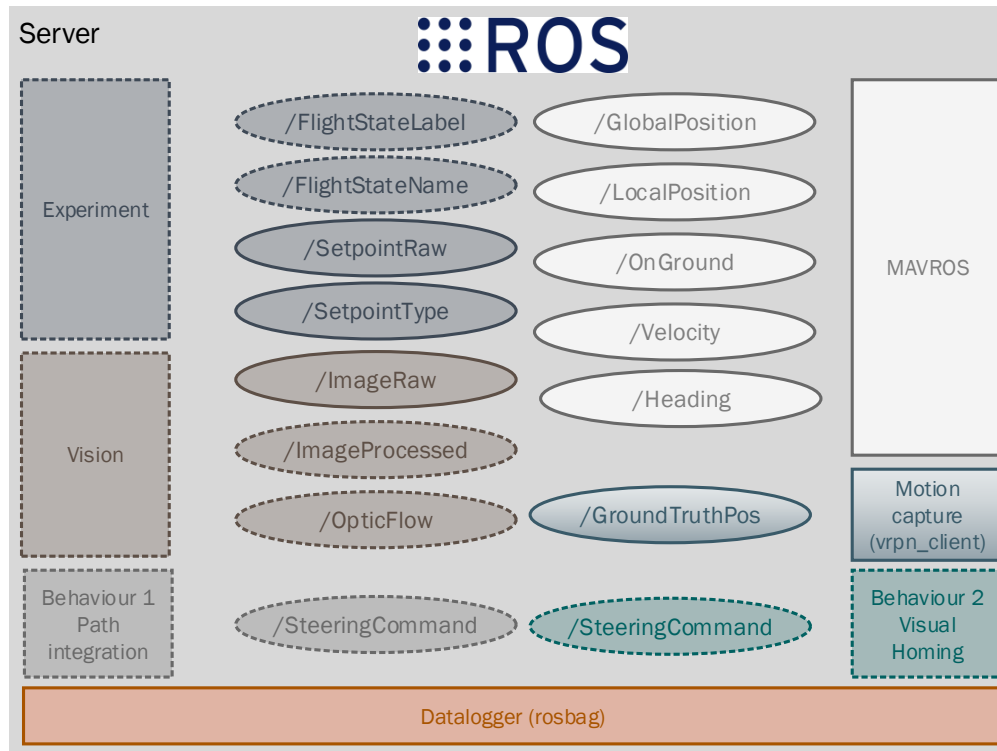 Server
ROS
Experiment
/FlightStateLabel
/FlightStateName
/SetpointRaw
/SetpointType
/GlobalPosition
/LocalPosition
/OnGround
/Velocity
/Heading
MAVROS
Vision
/ImageRaw
/ImageProcessed
/OpticFlow
/GroundTruthPos
Motion
capture
(vrpn_client)
Behaviour 1
Path
integration
/SteeringCommand
/SteeringCommand
Behaviour 2
Visual
Homing
Datalogger (rosbag)